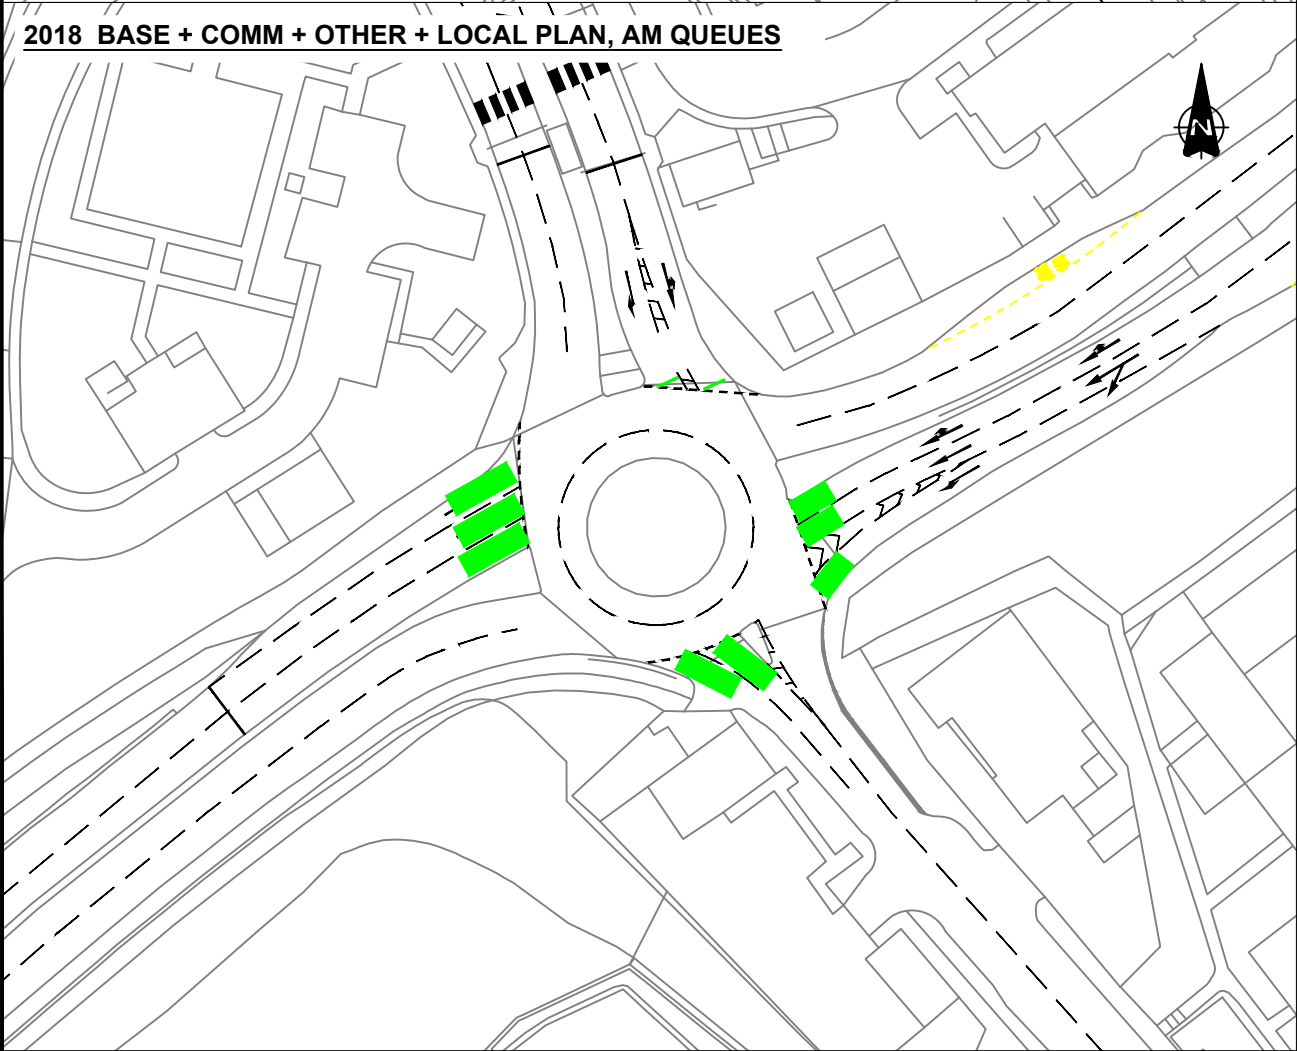 2018 BASE + COMM + OTHER + LOCAL PLAN, AM QUEUES
N